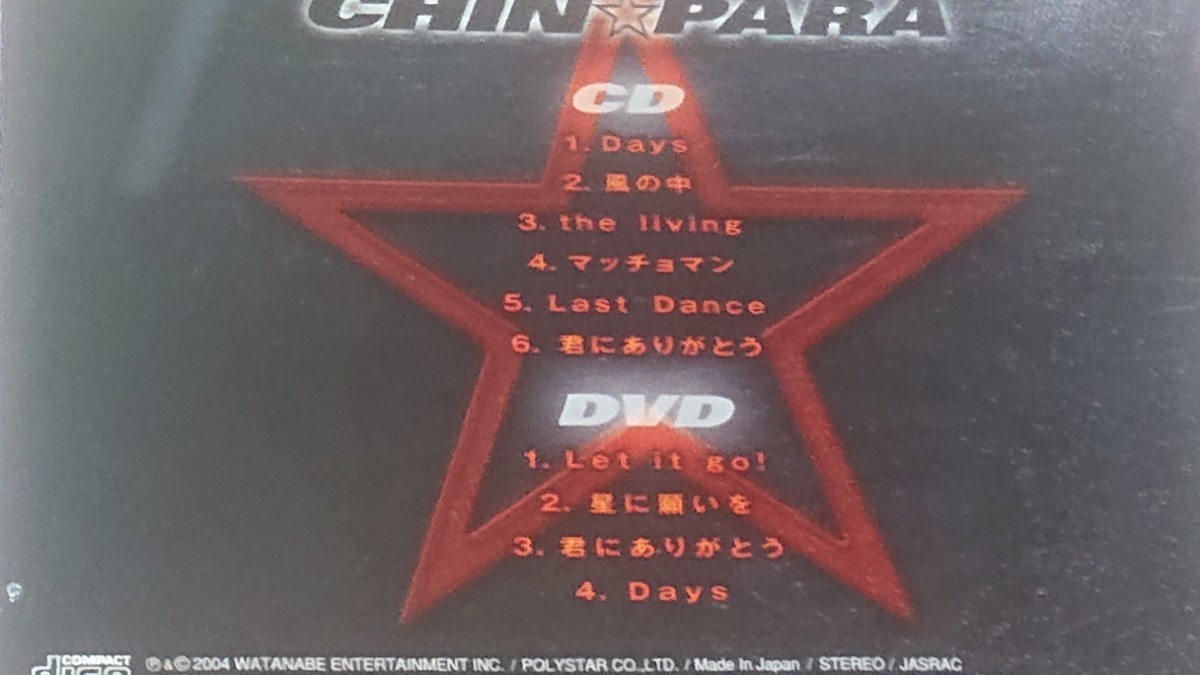 CHIN☆PARA
CD
1. Days
2. 風の中
3. the living
4. マッチョマン
5. Last Dance
6. 君にありがとう
DVD
1. Let it go!
2. 星に願いを
3. 君にありがとう
4. Days
COMPACT
disc
Ⓟ&©2004 WATANABE ENTERTAINMENT INC. / POLYSTAR CO.,LTD. / Made In Japan / STEREO / JASRAC